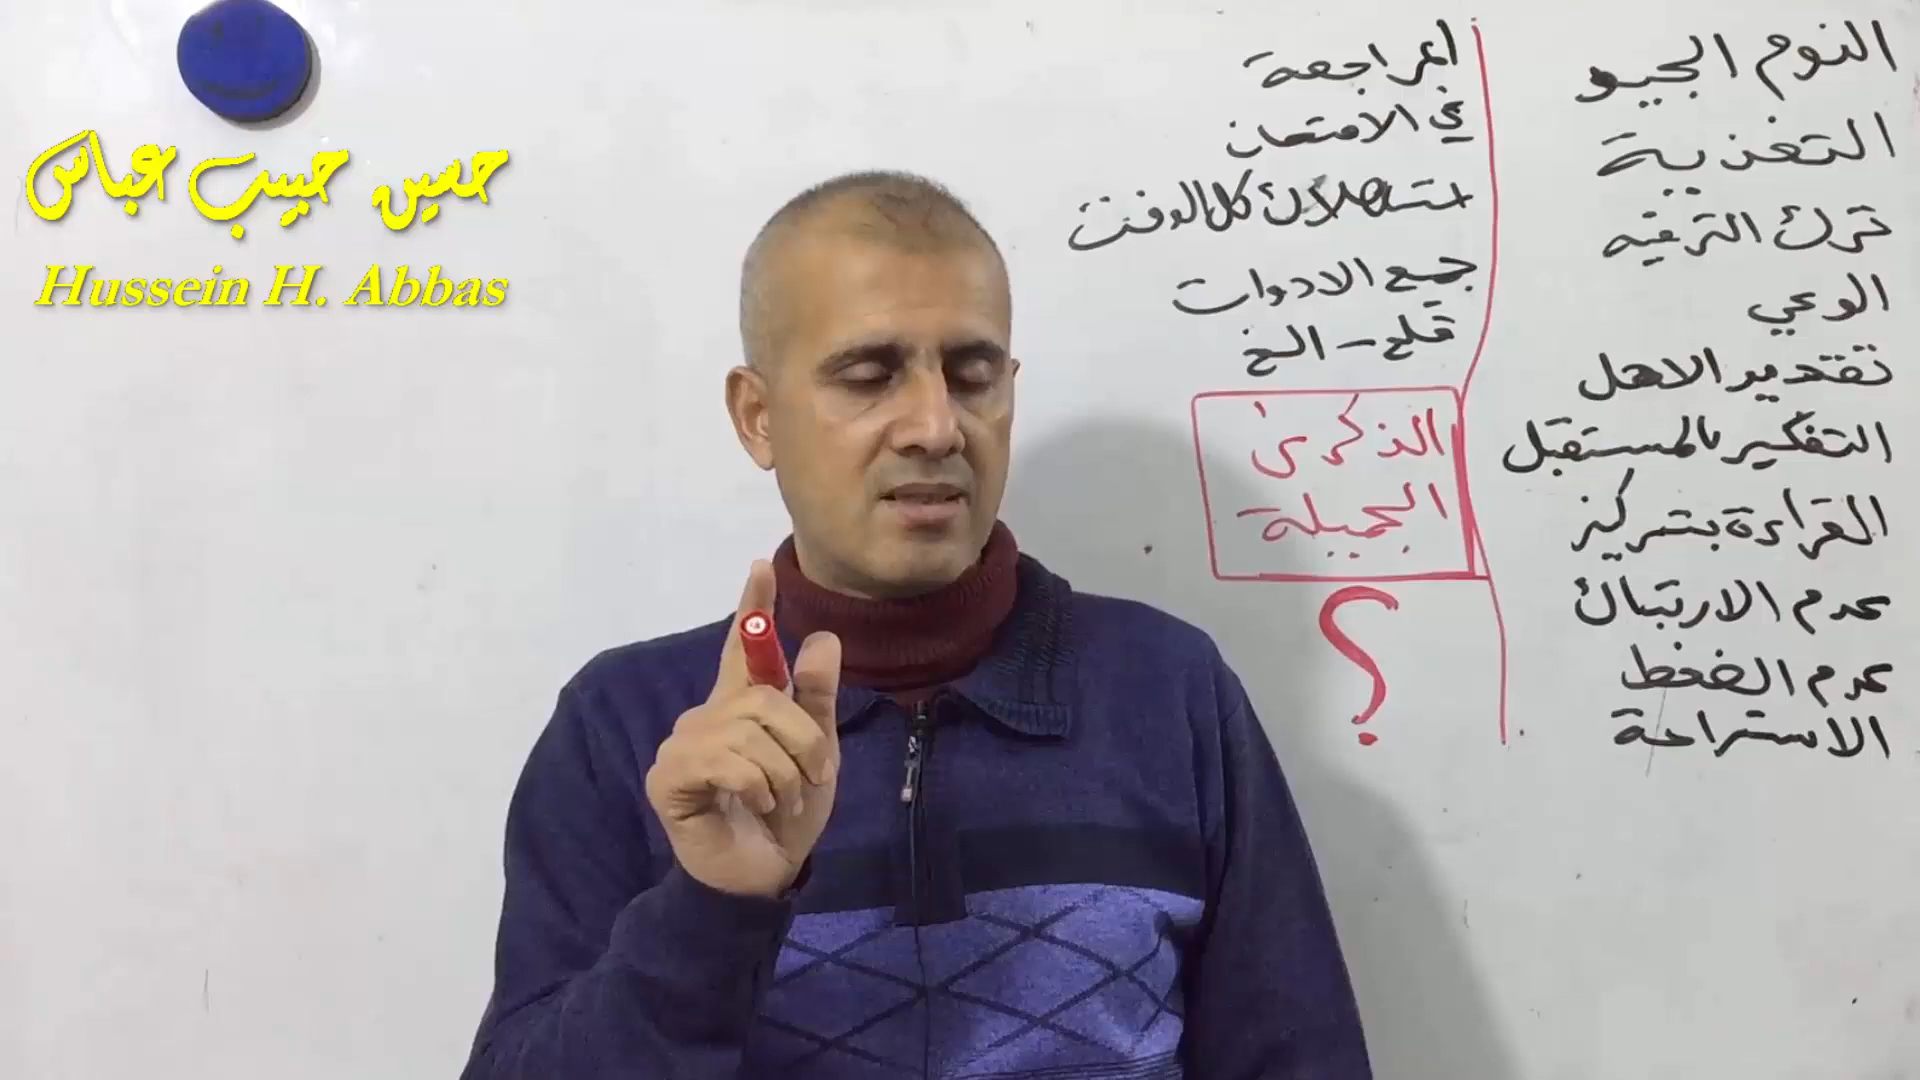 النوم الجيد
التغذية
ترك الترفيه
الوعي
تقدير الاهل
التفكير بالمستقبل
القراءة بتركيز
عدم الارتباك
عدم الضغط
الاستراحة
المراجعة
في الامتحان
استهلاك كل الوقت
جميع الادوات
قلم - الخ
الذكرى
الجميلة
؟
حسين حبيب عباس
Hussein H. Abbas